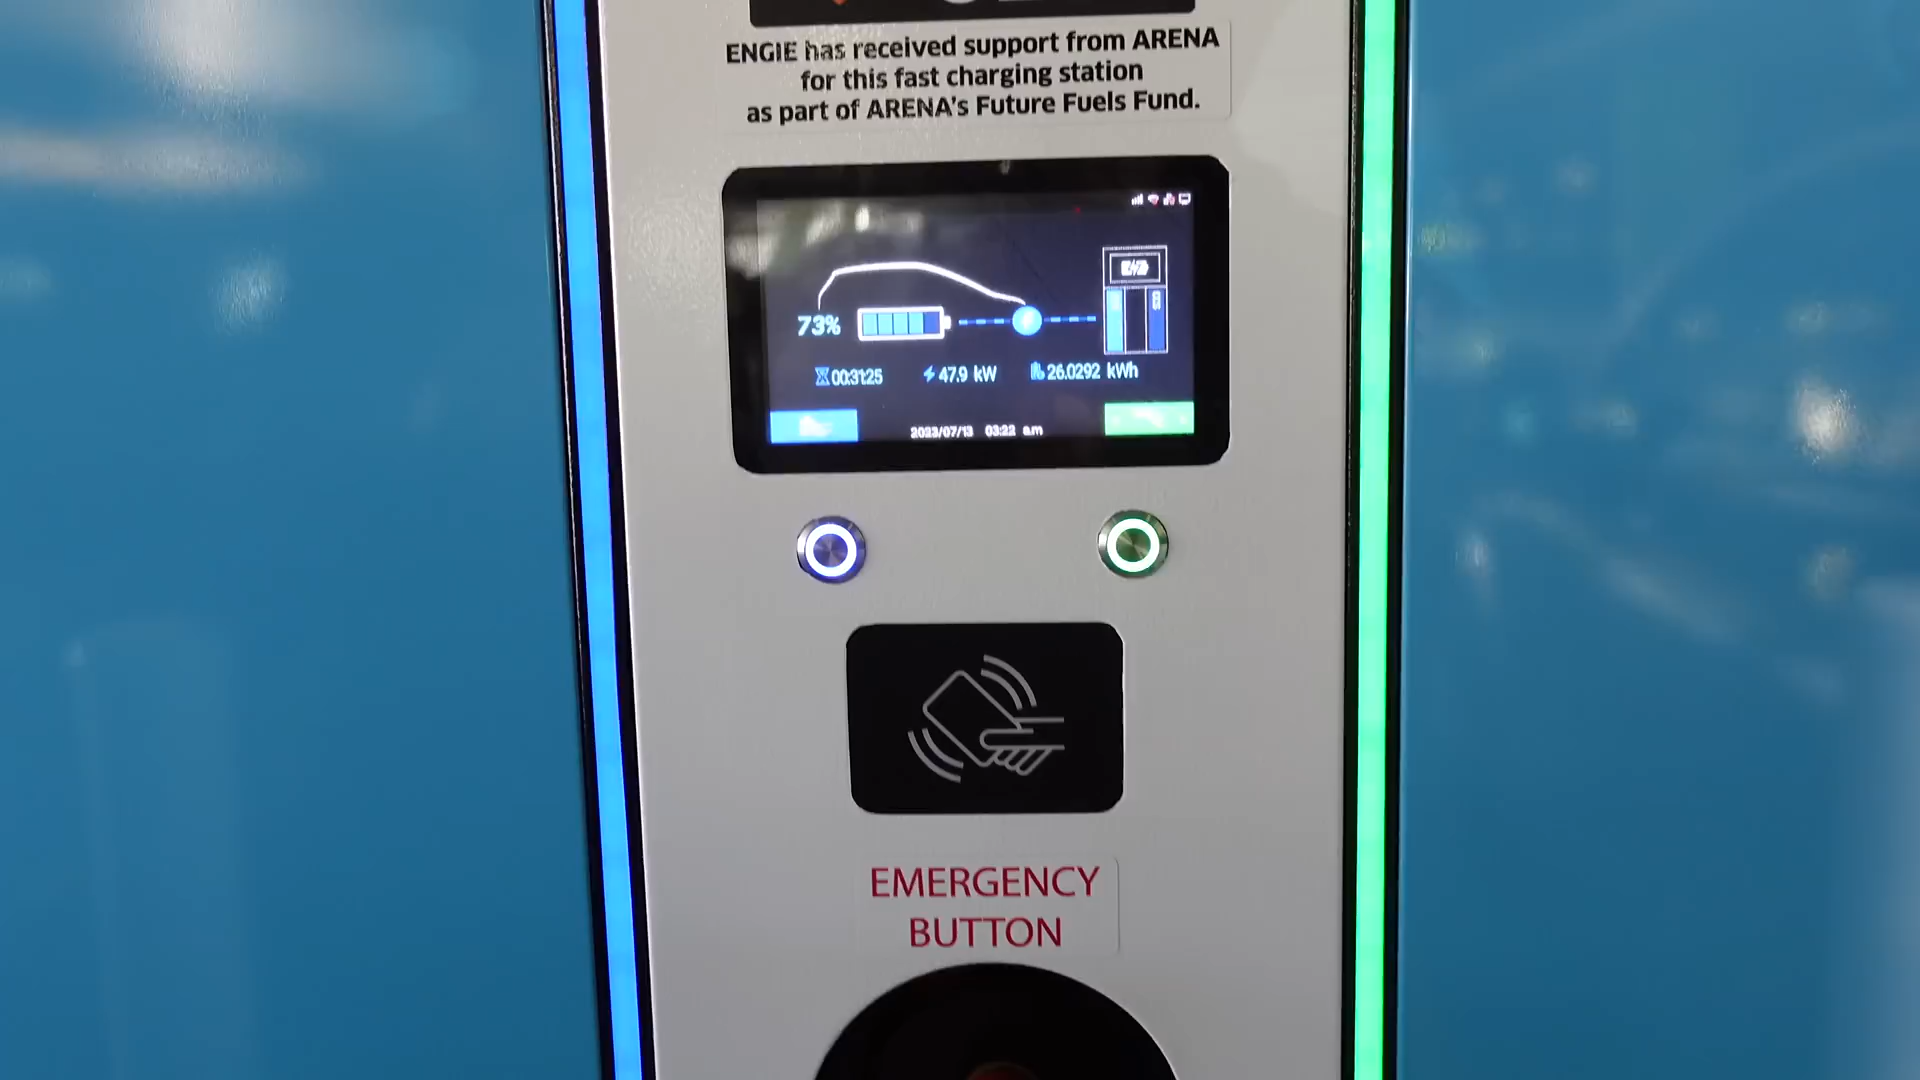 ENGIE has received support from ARENA
for this fast charging station
as part of ARENA's Future Fuels Fund.
73%
00:31:25 47.9 kW 26.0292 kWh
2023/07/13 03:22 am
EMERGENCY
BUTTON